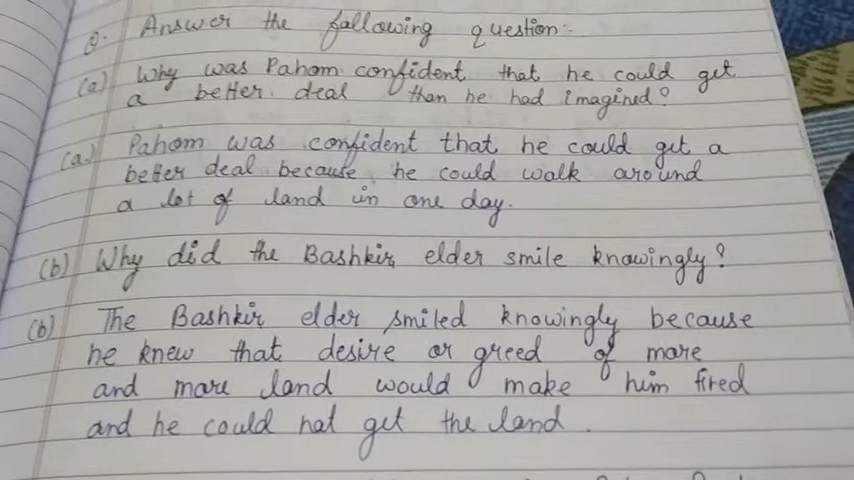 Q. Answer the following question:-
(a) Why was Pahom confident that he could get
a better deal than he had imagined?
(a) Pahom was confident that he could get a
better deal because he could walk around
a lot of land in one day.
(b) Why did the Bashkir elder smile knowingly?
(b) The Bashkir elder smiled knowingly because
he knew that desire or greed of more
and more land would make him tired
and he could not get the land.